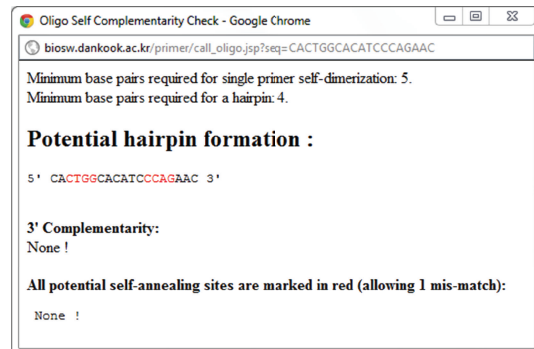 Oligo Self Complementarity Check - Google Chrome
biosw.dankook.ac.kr/primer/call_oligo.jsp?seq=CACTGGCACATCCCAGAAC
Minimum base pairs required for single primer self-dimerization: 5.
Minimum base pairs required for a hairpin: 4.
Potential hairpin formation :
5' CACTGGCACATCCCAGAAC 3'
3' Complementarity:
None !
All potential self-annealing sites are marked in red (allowing 1 mis-match):
None !